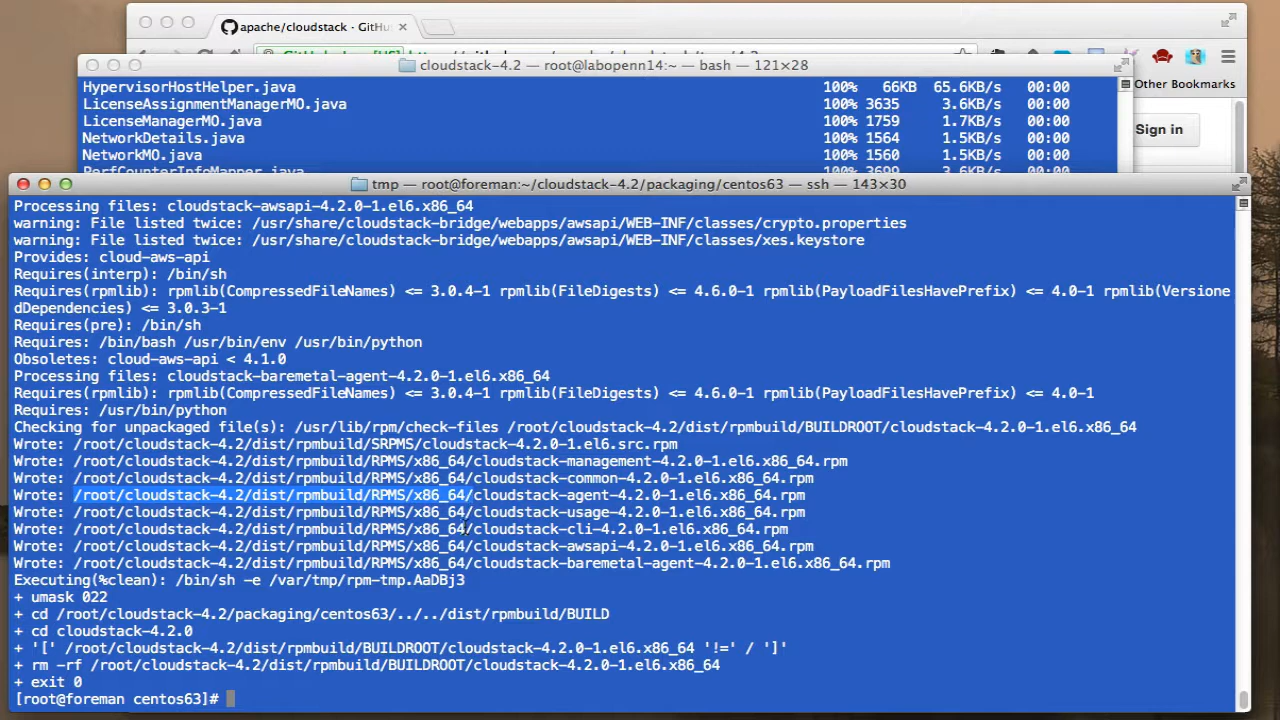 apache/cloudstack · GitHu
cloudstack-4.2 — root@labopenn14:~ — bash — 121×28
Other Bookmarks
HypervisorHostHelper.java 100% 66KB 65.6KB/s 00:00
LicenseAssignmentManagerMO.java 100% 3635 3.6KB/s 00:00
LicenseManagerMO.java 100% 1759 1.7KB/s 00:00
Sign in
NetworkDetails.java 100% 1564 1.5KB/s 00:00
NetworkMO.java 100% 1560 1.5KB/s 00:00
PerfCounterInfoMapper.java 100% 3699 3.6KB/s 00:00
tmp — root@foreman:~/cloudstack-4.2/packaging/centos63 — ssh — 143×30
Processing files: cloudstack-awsapi-4.2.0-1.el6.x86_64
warning: File listed twice: /usr/share/cloudstack-bridge/webapps/awsapi/WEB-INF/classes/crypto.properties
warning: File listed twice: /usr/share/cloudstack-bridge/webapps/awsapi/WEB-INF/classes/xes.keystore
Provides: cloud-aws-api
Requires(interp): /bin/sh
Requires(rpmlib): rpmlib(CompressedFileNames) <= 3.0.4-1 rpmlib(FileDigests) <= 4.6.0-1 rpmlib(PayloadFilesHavePrefix) <= 4.0-1 rpmlib(Versione
dDependencies) <= 3.0.3-1
Requires(pre): /bin/sh
Requires: /bin/bash /usr/bin/env /usr/bin/python
Obsoletes: cloud-aws-api < 4.1.0
Processing files: cloudstack-baremetal-agent-4.2.0-1.el6.x86_64
Requires(rpmlib): rpmlib(CompressedFileNames) <= 3.0.4-1 rpmlib(FileDigests) <= 4.6.0-1 rpmlib(PayloadFilesHavePrefix) <= 4.0-1
Requires: /usr/bin/python
Checking for unpackaged file(s): /usr/lib/rpm/check-files /root/cloudstack-4.2/dist/rpmbuild/BUILDROOT/cloudstack-4.2.0-1.el6.x86_64
Wrote: /root/cloudstack-4.2/dist/rpmbuild/SRPMS/cloudstack-4.2.0-1.el6.src.rpm
Wrote: /root/cloudstack-4.2/dist/rpmbuild/RPMS/x86_64/cloudstack-management-4.2.0-1.el6.x86_64.rpm
Wrote: /root/cloudstack-4.2/dist/rpmbuild/RPMS/x86_64/cloudstack-common-4.2.0-1.el6.x86_64.rpm
Wrote: /root/cloudstack-4.2/dist/rpmbuild/RPMS/x86_64/cloudstack-agent-4.2.0-1.el6.x86_64.rpm
Wrote: /root/cloudstack-4.2/dist/rpmbuild/RPMS/x86_64/cloudstack-usage-4.2.0-1.el6.x86_64.rpm
Wrote: /root/cloudstack-4.2/dist/rpmbuild/RPMS/x86_64/cloudstack-cli-4.2.0-1.el6.x86_64.rpm
Wrote: /root/cloudstack-4.2/dist/rpmbuild/RPMS/x86_64/cloudstack-awsapi-4.2.0-1.el6.x86_64.rpm
Wrote: /root/cloudstack-4.2/dist/rpmbuild/RPMS/x86_64/cloudstack-baremetal-agent-4.2.0-1.el6.x86_64.rpm
Executing(%clean): /bin/sh -e /var/tmp/rpm-tmp.AaDBj3
+ umask 022
+ cd /root/cloudstack-4.2/packaging/centos63/../../dist/rpmbuild/BUILD
+ cd cloudstack-4.2.0
+ '[' /root/cloudstack-4.2/dist/rpmbuild/BUILDROOT/cloudstack-4.2.0-1.el6.x86_64 '!=' / ']'
+ rm -rf /root/cloudstack-4.2/dist/rpmbuild/BUILDROOT/cloudstack-4.2.0-1.el6.x86_64
+ exit 0
[root@foreman centos63]#